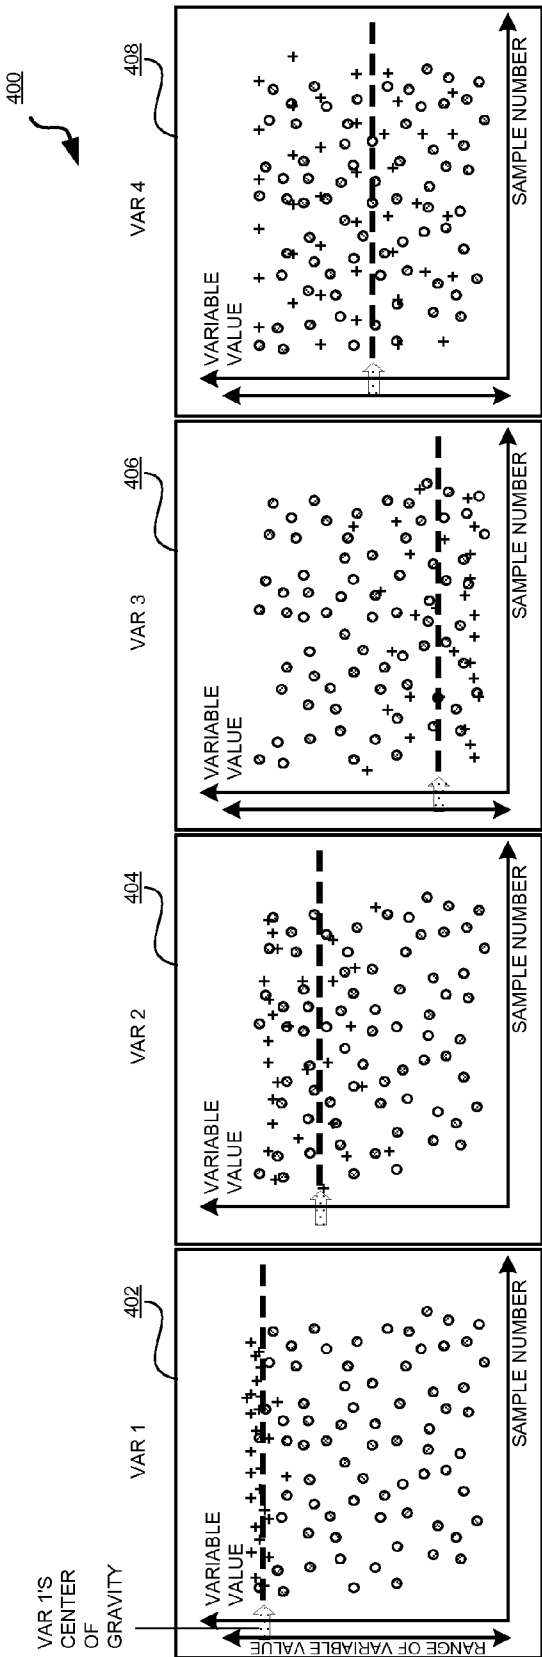 400
VAR 1'S
CENTER
OF
GRAVITY
VAR 1
402
VARIABLE
VALUE
RANGE OF VARIABLE VALUE
SAMPLE NUMBER
VAR 2
404
VARIABLE
VALUE
SAMPLE NUMBER
VAR 3
406
VARIABLE
VALUE
SAMPLE NUMBER
VAR 4
408
VARIABLE
VALUE
SAMPLE NUMBER